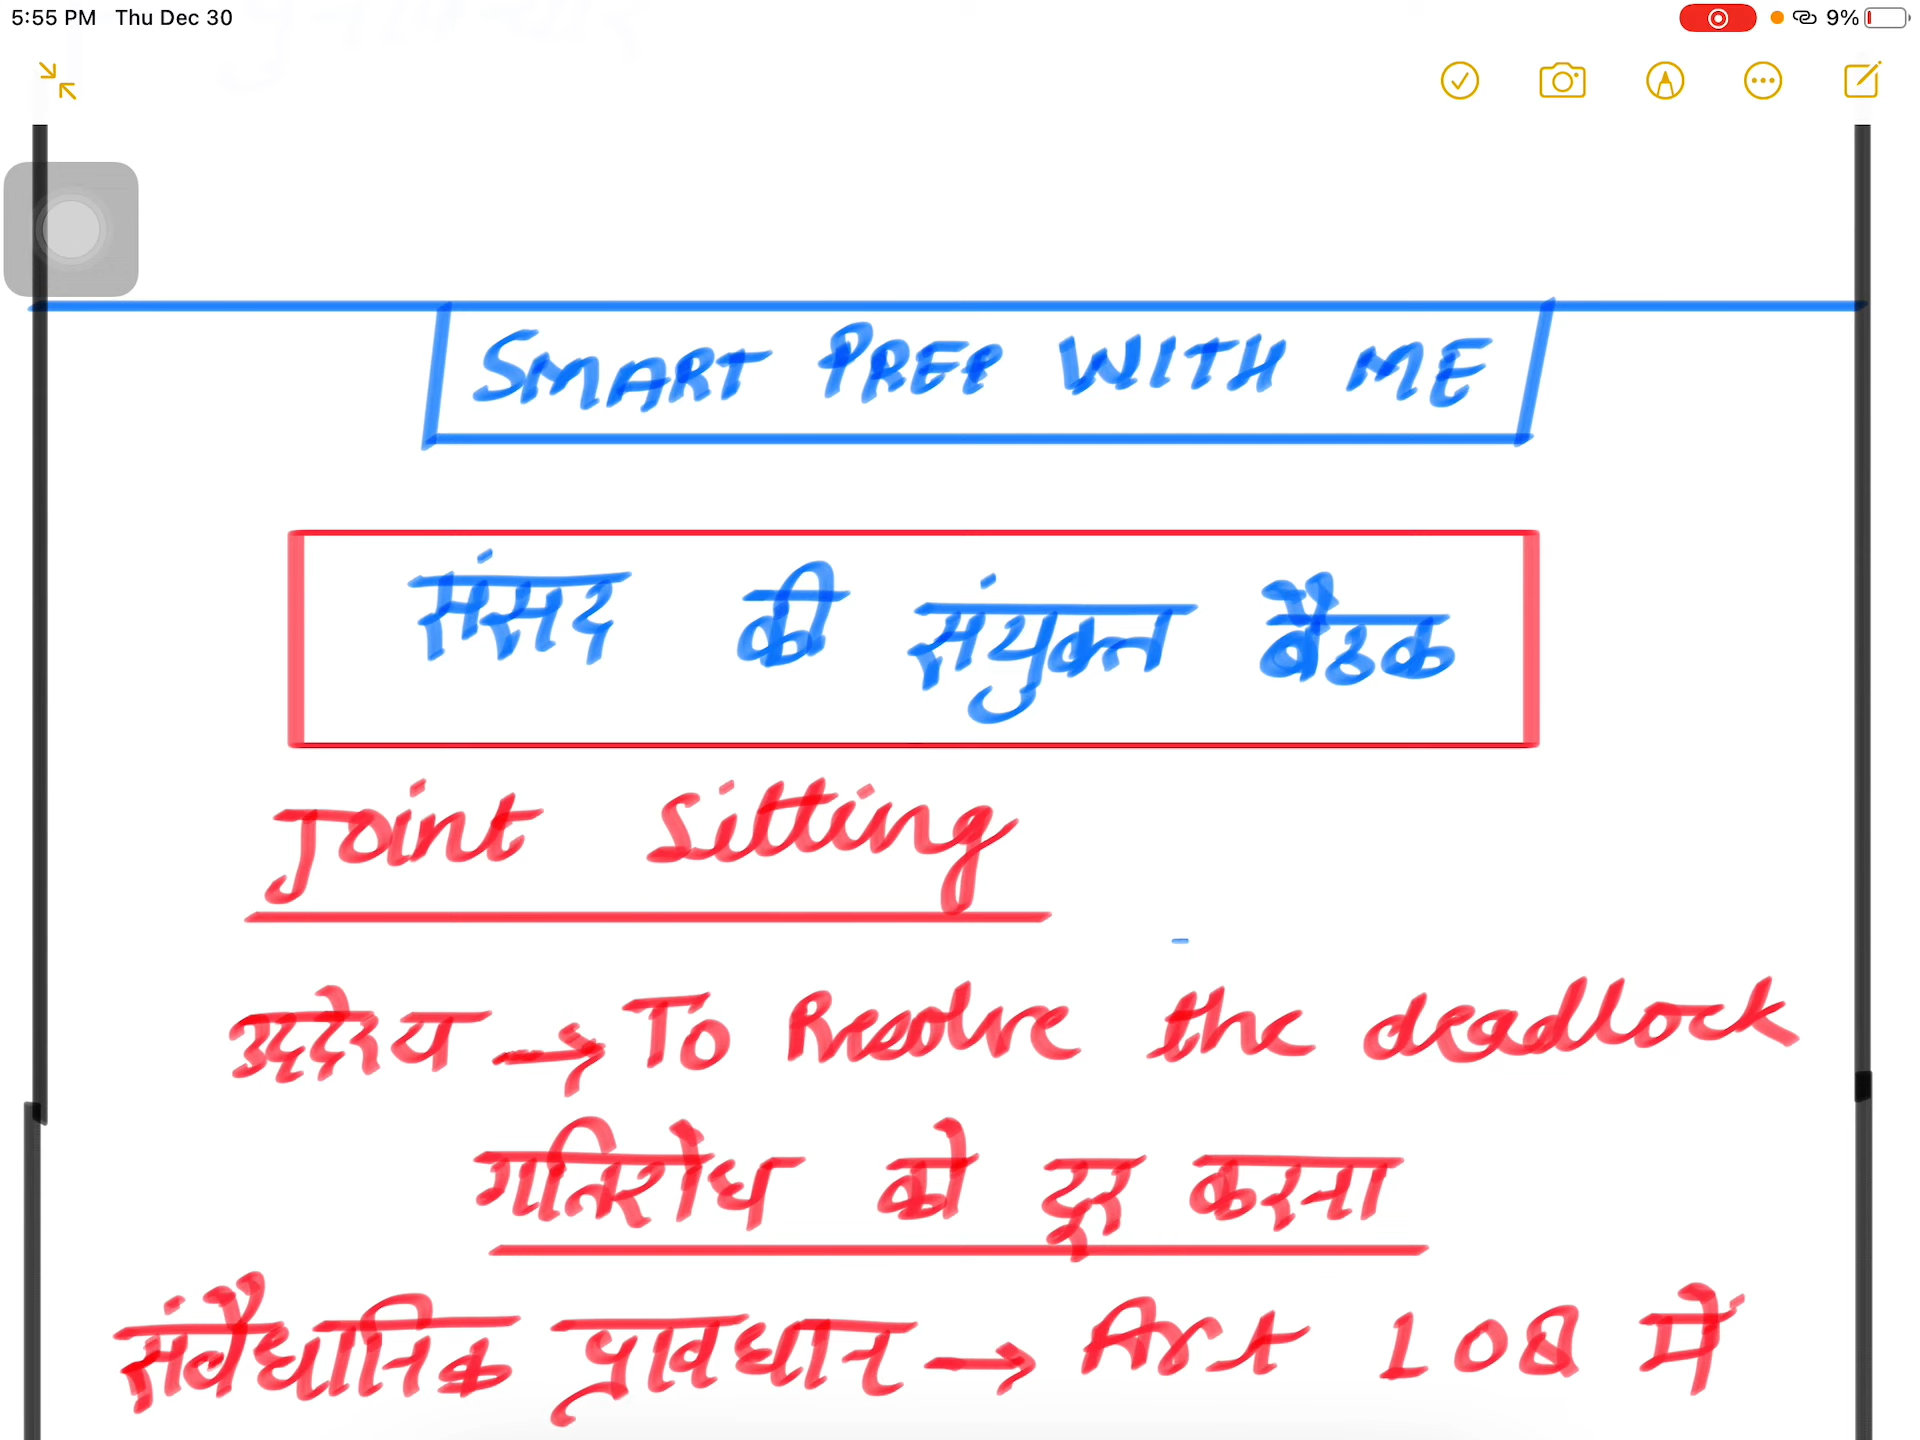 5:55 PM Thu Dec 30 9%
SMART PREP WITH ME
संसद की संयुक्त बैठक
Joint Sitting
उद्देश्य → To Resolve the deadlock
गतिरोध को दूर करना
संवैधानिक प्रावधान → Art 108 में